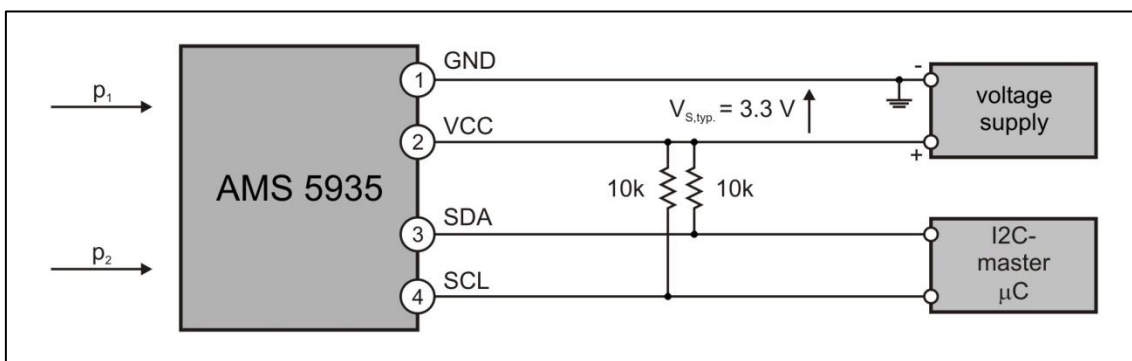 GND
1
p₁
V_S,typ. = 3.3 V
-
voltage
supply
VCC
2
+
AMS 5935
10k
10k
SDA
3
p₂
I2C-
master
μC
SCL
4